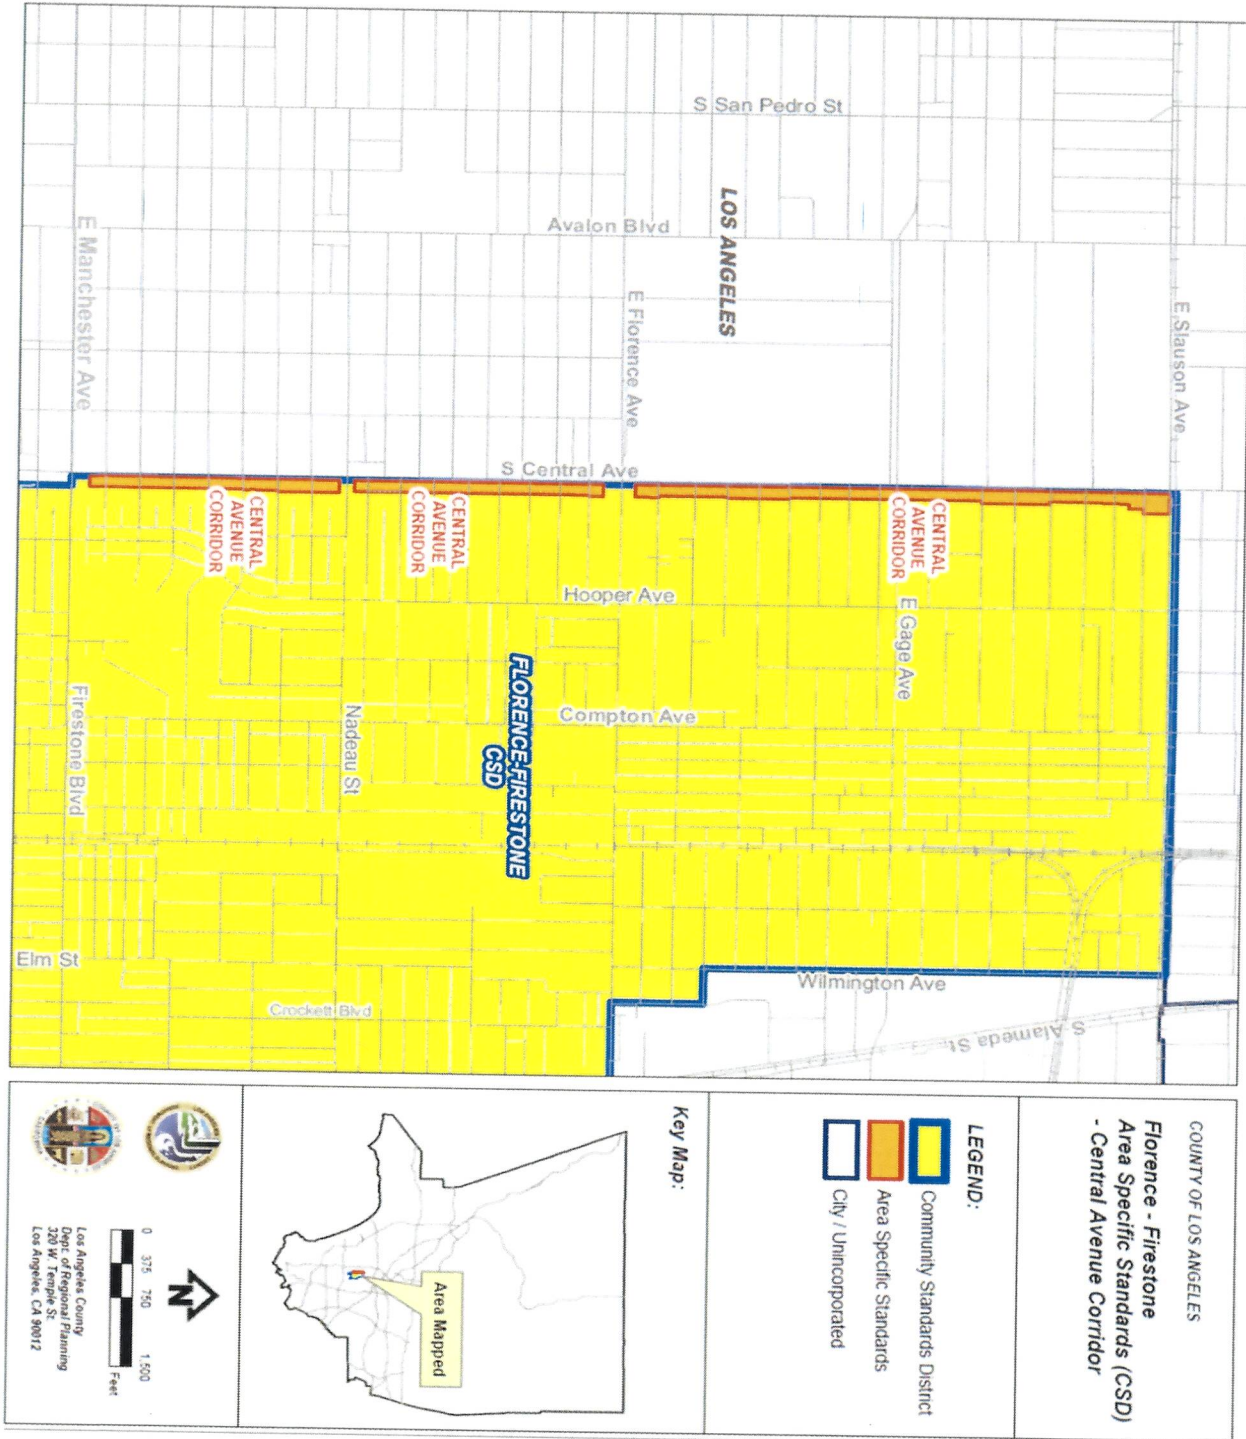 COUNTY OF LOS ANGELES
Florence - Firestone
Area Specific Standards (CSD)
- Central Avenue Corridor
LEGEND:
Community Standards District
Area Specific Standards
City / Unincorporated
Key Map:
Area Mapped
N
0 375 750 1,500
Feet
Los Angeles County
Dept. of Regional Planning
320 W. Temple St.
Los Angeles, CA 90012
S San Pedro St
LOS ANGELES
Avalon Blvd
E Manchester Ave
E Florence Ave
E Slauson Ave
S Central Ave
CENTRAL
AVENUE
CORRIDOR
CENTRAL
AVENUE
CORRIDOR
CENTRAL
AVENUE
CORRIDOR
Hooper Ave
E Gage Ave
FLORENCE-FIRESTONE
CSD
Compton Ave
Firestone Blvd
Nadeau St
Elm St
Wilmington Ave
Crockett Blvd
S Alameda St